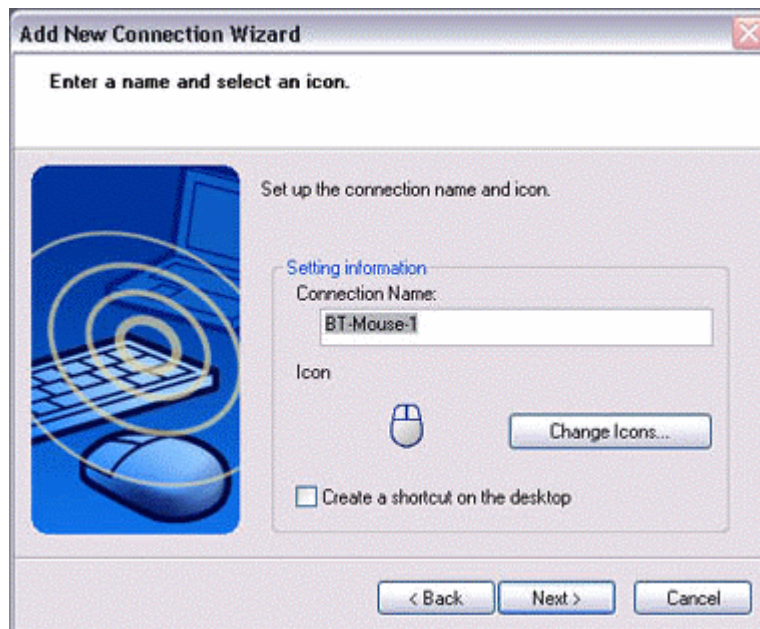 Add New Connection Wizard
Enter a name and select an icon.
Set up the connection name and icon.
Setting information
Connection Name:
BT-Mouse-1
Icon
Change Icons...
Create a shortcut on the desktop
< Back
Next >
Cancel